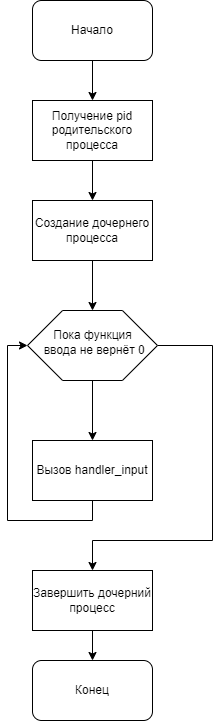 Начало
Получение pid
родительского
процесса
Создание дочернего
процесса
Пока функция
ввода не вернёт 0
Вызов handler_input
Завершить дочерний
процесс
Конец